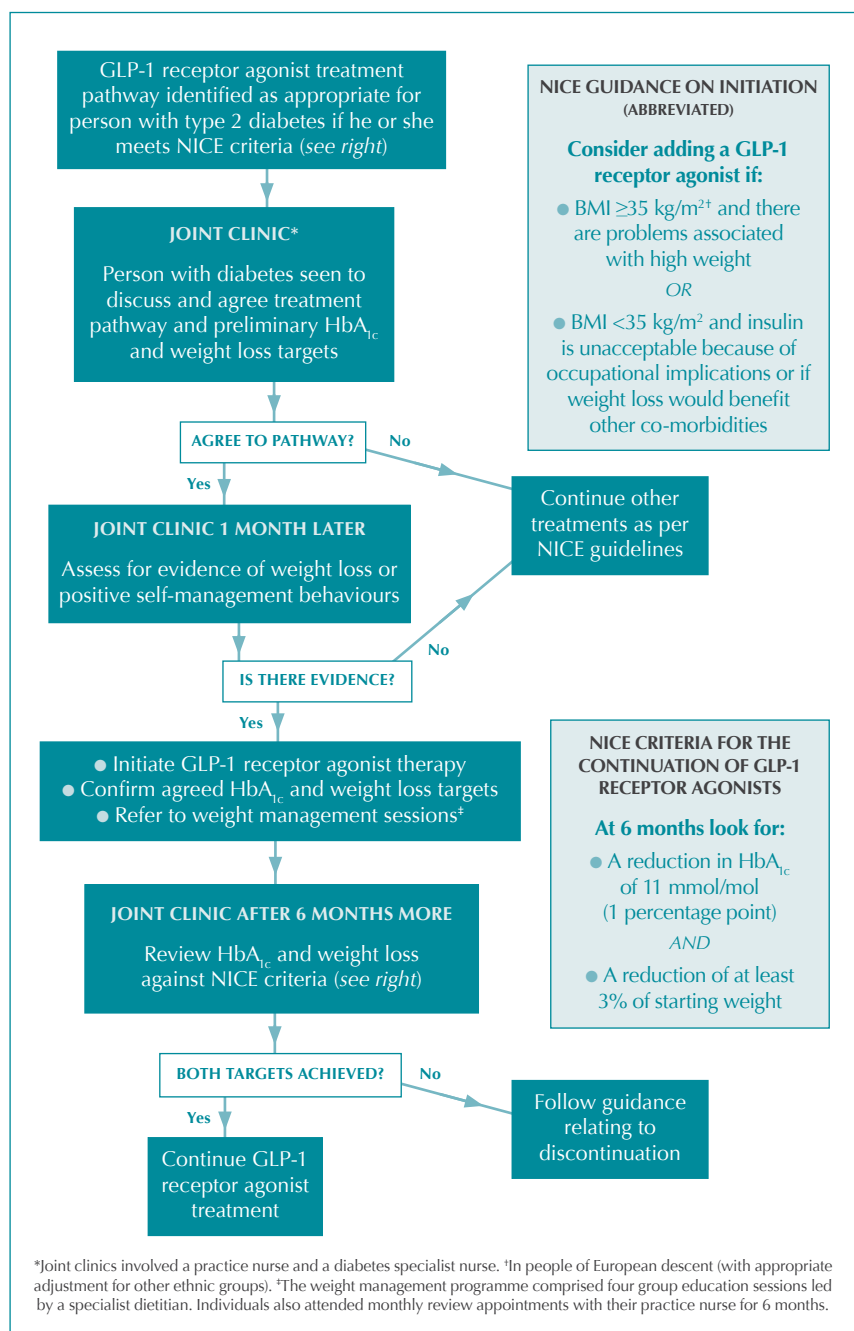 GLP-1 receptor agonist treatment
pathway identified as appropriate for
person with type 2 diabetes if he or she
meets NICE criteria (see right)
NICE GUIDANCE ON INITIATION
(ABBREVIATED)
Consider adding a GLP-1
receptor agonist if:
● BMI ≥35 kg/m²† and there
are problems associated
with high weight
OR
● BMI <35 kg/m² and insulin
is unacceptable because of
occupational implications or if
weight loss would benefit
other co-morbidities
JOINT CLINIC*
Person with diabetes seen to
discuss and agree treatment
pathway and preliminary HbA1c
and weight loss targets
AGREE TO PATHWAY?
No
Yes
Continue other
treatments as per
NICE guidelines
JOINT CLINIC 1 MONTH LATER
Assess for evidence of weight loss or
positive self-management behaviours
No
IS THERE EVIDENCE?
Yes
● Initiate GLP-1 receptor agonist therapy
● Confirm agreed HbA1c and weight loss targets
● Refer to weight management sessions‡
NICE CRITERIA FOR THE
CONTINUATION OF GLP-1
RECEPTOR AGONISTS
At 6 months look for:
● A reduction in HbA1c
of 11 mmol/mol
(1 percentage point)
AND
● A reduction of at least
3% of starting weight
JOINT CLINIC AFTER 6 MONTHS MORE
Review HbA1c and weight loss
against NICE criteria (see right)
BOTH TARGETS ACHIEVED?
No
Yes
Follow guidance
relating to
discontinuation
Continue GLP-1
receptor agonist
treatment
*Joint clinics involved a practice nurse and a diabetes specialist nurse. †In people of European descent (with appropriate
adjustment for other ethnic groups). ‡The weight management programme comprised four group education sessions led
by a specialist dietitian. Individuals also attended monthly review appointments with their practice nurse for 6 months.